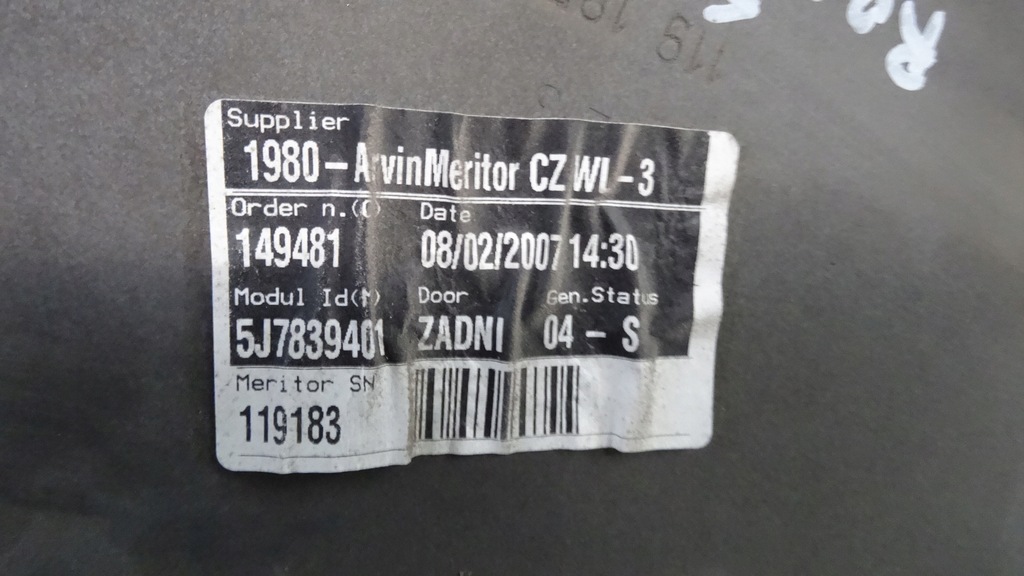 Supplier
1980-ArvinMeritor CZ WL-3
Order n.(C) Date
149481 08/02/2007 14:30
Modul Id(M) Door Gen.Status
5J7839401 ZADNI 04 - S
Meritor SN
119183